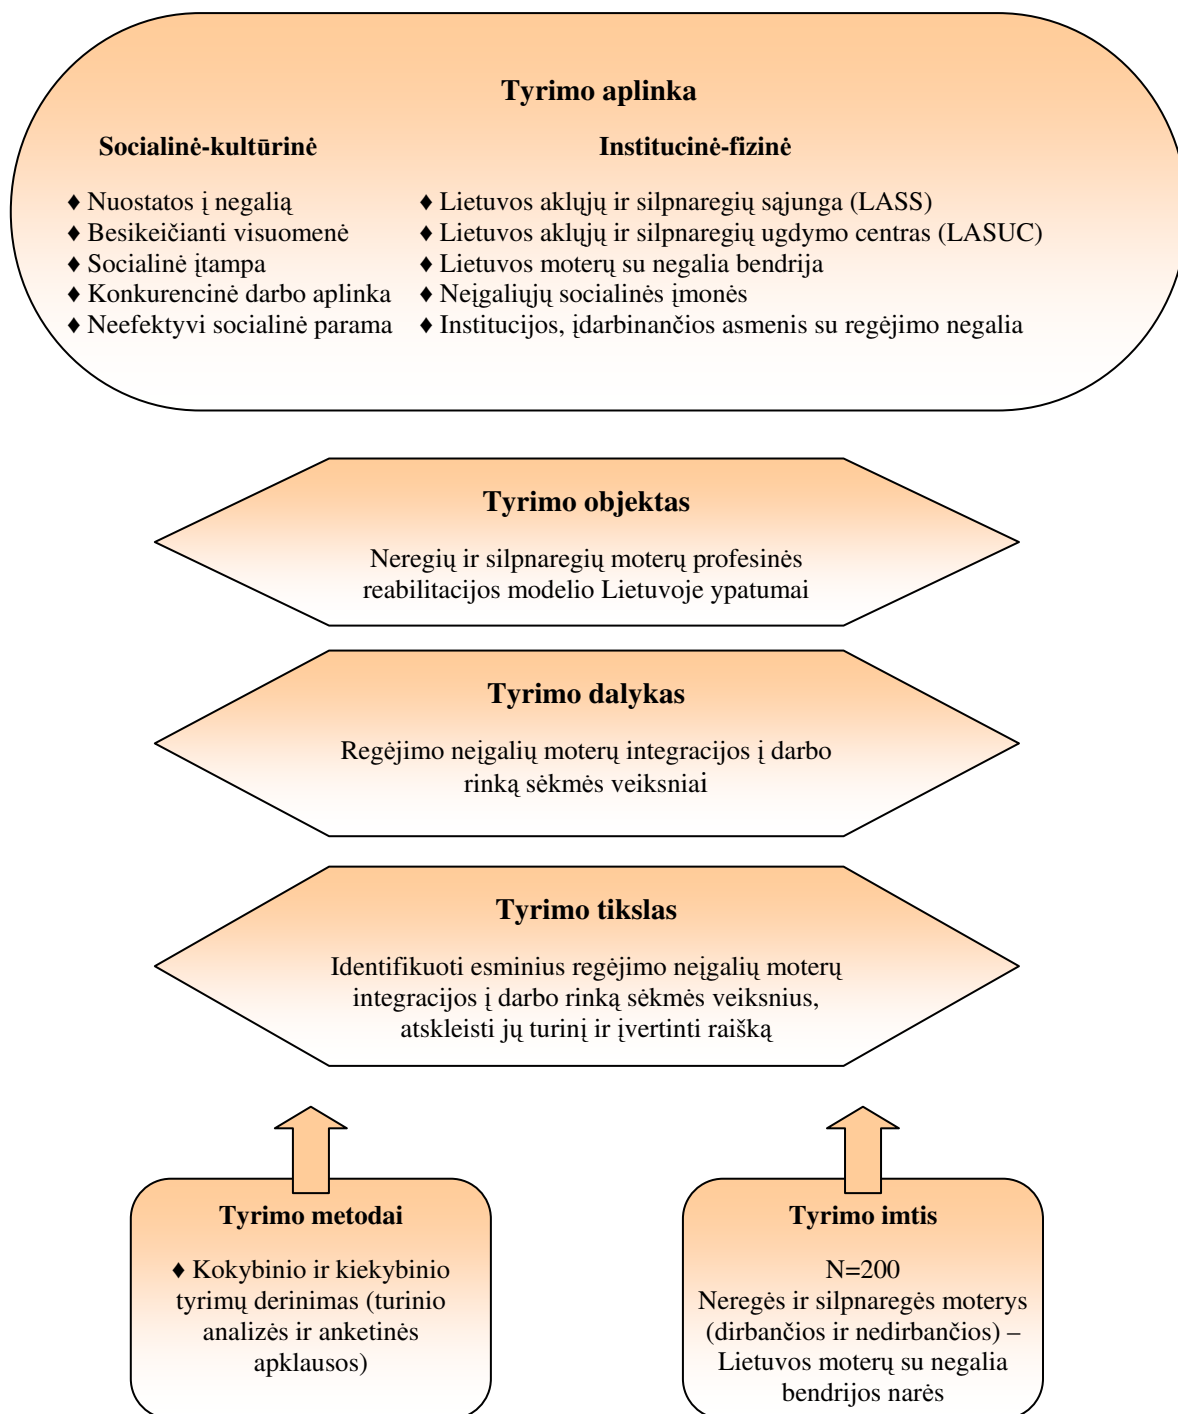 Tyrimo aplinka
Socialinė-kultūrinė
♦ Nuostatos į negalią
♦ Besikeičianti visuomenė
♦ Socialinė įtampa
♦ Konkurencinė darbo aplinka
♦ Neefektyvi socialinė parama
Institucinė-fizinė
♦ Lietuvos aklųjų ir silpnaregių sąjunga (LASS)
♦ Lietuvos aklųjų ir silpnaregių ugdymo centras (LASUC)
♦ Lietuvos moterų su negalia bendrija
♦ Neįgaliųjų socialinės įmonės
♦ Institucijos, įdarbinančios asmenis su regėjimo negalia
Tyrimo objektas
Neregių ir silpnaregių moterų profesinės
reabilitacijos modelio Lietuvoje ypatumai
Tyrimo dalykas
Regėjimo neįgalių moterų integracijos į darbo
rinką sėkmės veiksniai
Tyrimo tikslas
Identifikuoti esminius regėjimo neįgalių moterų
integracijos į darbo rinką sėkmės veiksnius,
atskleisti jų turinį ir įvertinti raišką
Tyrimo metodai
♦ Kokybinio ir kiekybinio
tyrimų derinimas (turinio
analizės ir anketinės
apklausos)
Tyrimo imtis
N=200
Neregės ir silpnaregės moterys
(dirbančios ir nedirbančios) –
Lietuvos moterų su negalia
bendrijos narės